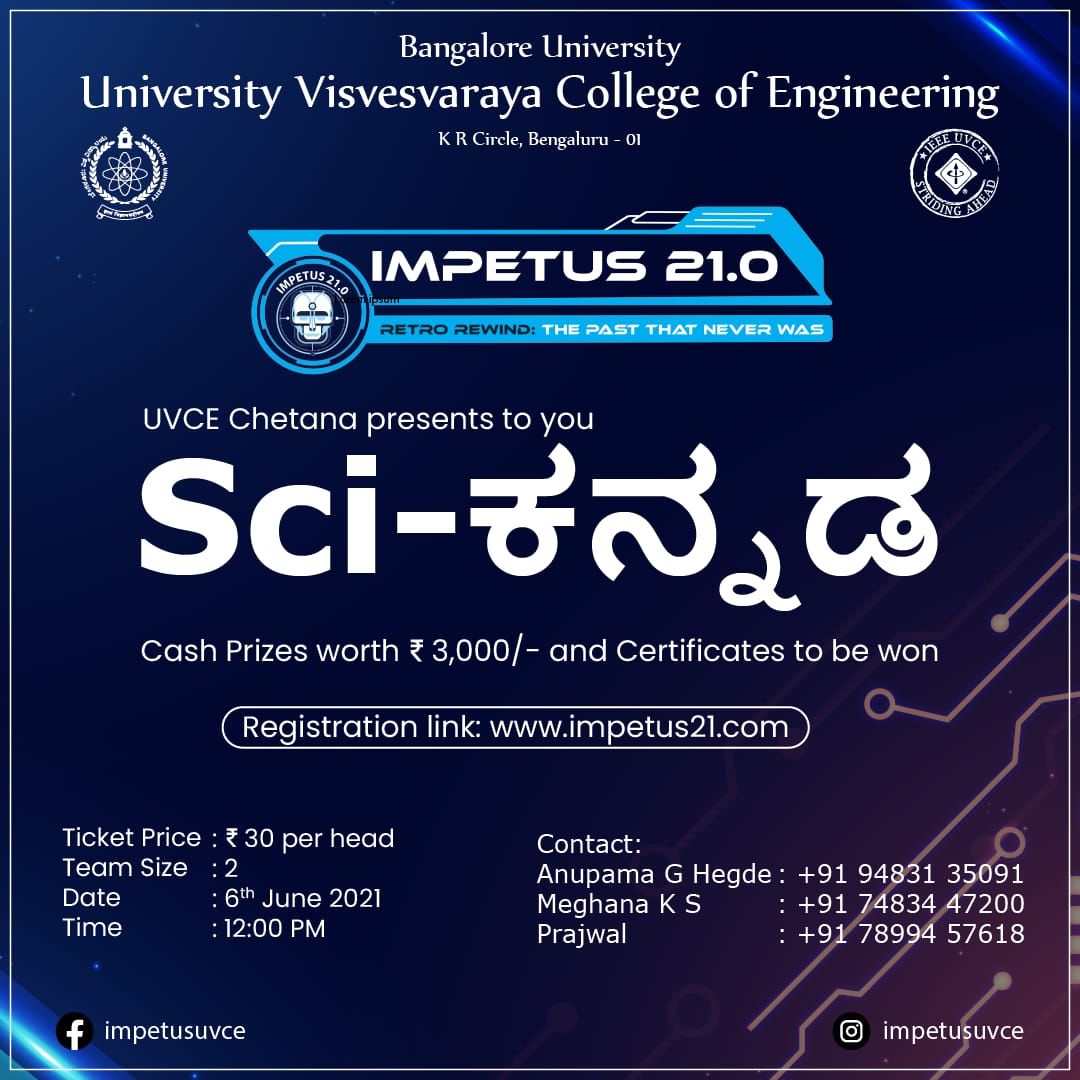 Bangalore University
University Visvesvaraya College of Engineering
K R Circle, Bengaluru - 01
BANGALORE UNIVERSITY
★ IEEE UVCE ★
STRIDING AHEAD
IMPETUS 21.0
IMPETUS 21.0
Lorem ipsum
RETRO REWIND: THE PAST THAT NEVER WAS
UVCE Chetana presents to you
Sci-ಕನ್ನಡ
Cash Prizes worth ₹ 3,000/- and Certificates to be won
Registration link: www.impetus21.com
Ticket Price : ₹ 30 per head
Team Size : 2
Date : 6th June 2021
Time : 12:00 PM
Contact:
Anupama G Hegde : +91 94831 35091
Meghana K S : +91 74834 47200
Prajwal : +91 78994 57618
impetusuvce
impetusuvce